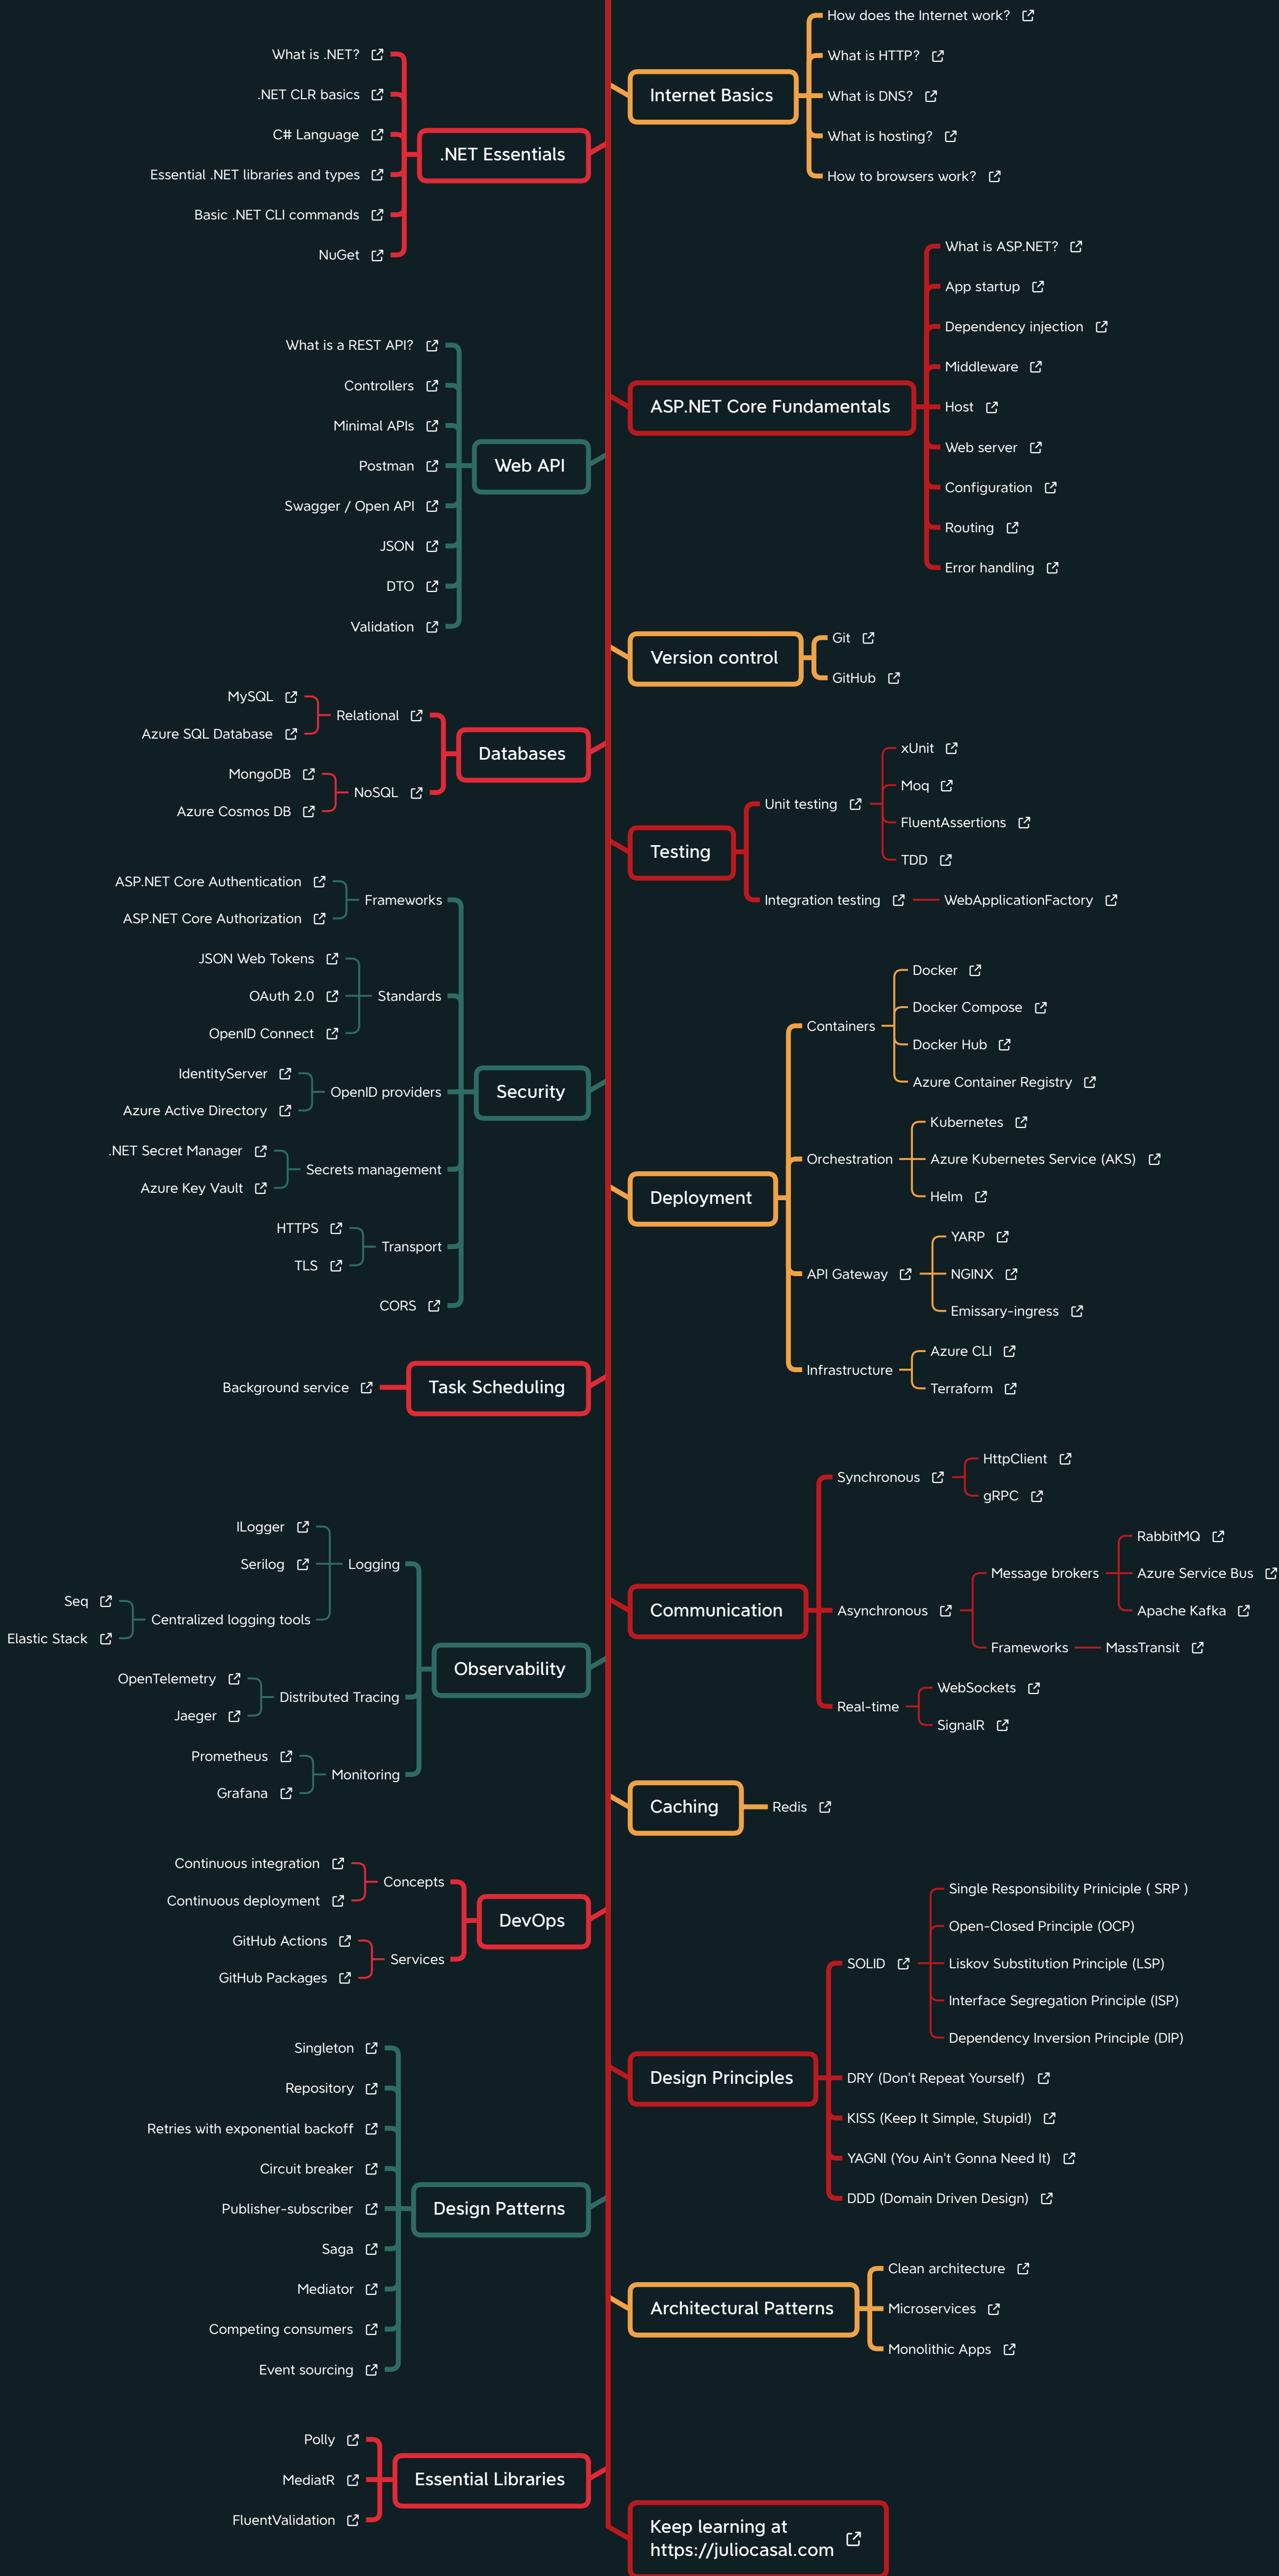 Internet Basics
How does the Internet work?
What is HTTP?
What is DNS?
What is hosting?
How to browsers work?
.NET Essentials
What is .NET?
.NET CLR basics
C# Language
Essential .NET libraries and types
Basic .NET CLI commands
NuGet
ASP.NET Core Fundamentals
What is ASP.NET?
App startup
Dependency injection
Middleware
Host
Web server
Configuration
Routing
Error handling
Web API
What is a REST API?
Controllers
Minimal APIs
Postman
Swagger / Open API
JSON
DTO
Validation
Version control
Git
GitHub
Databases
Relational
MySQL
Azure SQL Database
NoSQL
MongoDB
Azure Cosmos DB
Testing
Unit testing
xUnit
Moq
FluentAssertions
TDD
Integration testing
WebApplicationFactory
Security
Frameworks
ASP.NET Core Authentication
ASP.NET Core Authorization
Standards
JSON Web Tokens
OAuth 2.0
OpenID Connect
OpenID providers
IdentityServer
Azure Active Directory
Secrets management
.NET Secret Manager
Azure Key Vault
Transport
HTTPS
TLS
CORS
Deployment
Containers
Docker
Docker Compose
Docker Hub
Azure Container Registry
Orchestration
Kubernetes
Azure Kubernetes Service (AKS)
Helm
API Gateway
YARP
NGINX
Emissary-ingress
Infrastructure
Azure CLI
Terraform
Task Scheduling
Background service
Communication
Synchronous
HttpClient
gRPC
Asynchronous
Message brokers
RabbitMQ
Azure Service Bus
Apache Kafka
Frameworks
MassTransit
Real-time
WebSockets
SignalR
Observability
Logging
ILogger
Serilog
Centralized logging tools
Seq
Elastic Stack
Distributed Tracing
OpenTelemetry
Jaeger
Monitoring
Prometheus
Grafana
Caching
Redis
DevOps
Concepts
Continuous integration
Continuous deployment
Services
GitHub Actions
GitHub Packages
Design Principles
SOLID
Single Responsibility Priniciple ( SRP )
Open-Closed Principle (OCP)
Liskov Substitution Principle (LSP)
Interface Segregation Principle (ISP)
Dependency Inversion Principle (DIP)
DRY (Don't Repeat Yourself)
KISS (Keep It Simple, Stupid!)
YAGNI (You Ain't Gonna Need It)
DDD (Domain Driven Design)
Design Patterns
Singleton
Repository
Retries with exponential backoff
Circuit breaker
Publisher-subscriber
Saga
Mediator
Competing consumers
Event sourcing
Architectural Patterns
Clean architecture
Microservices
Monolithic Apps
Essential Libraries
Polly
MediatR
FluentValidation
Keep learning at
https://juliocasal.com